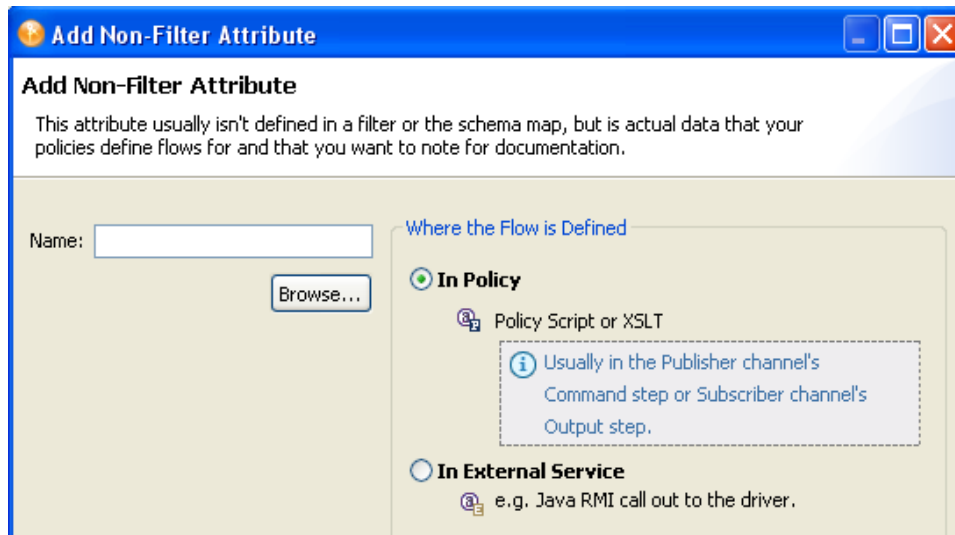 Add Non-Filter Attribute
Add Non-Filter Attribute
This attribute usually isn't defined in a filter or the schema map, but is actual data that your
policies define flows for and that you want to note for documentation.
Name:
Browse...
Where the Flow is Defined
In Policy
Policy Script or XSLT
Usually in the Publisher channel's
Command step or Subscriber channel's
Output step.
In External Service
e.g. Java RMI call out to the driver.